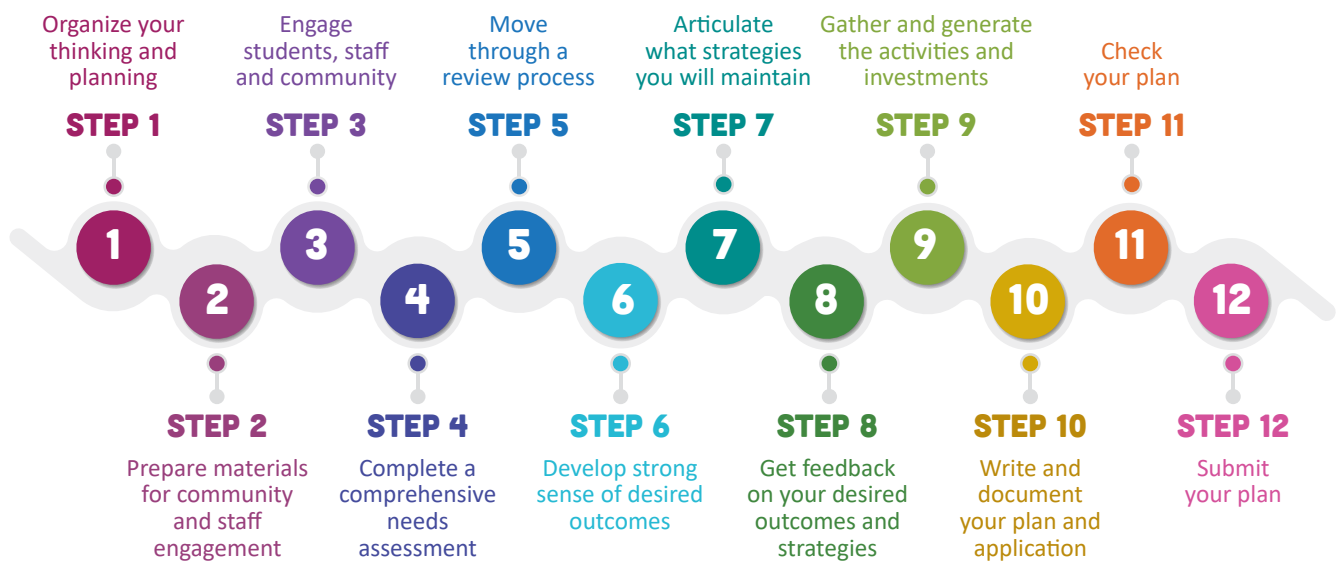 Organize your
thinking and
planning
STEP 1
1
Prepare materials
for community
and staff
engagement
STEP 2
2
Engage
students, staff
and community
STEP 3
3
Complete a
comprehensive
needs
assessment
STEP 4
4
Move
through a
review process
STEP 5
5
Develop strong
sense of desired
outcomes
STEP 6
6
Articulate
what strategies
you will maintain
STEP 7
7
Get feedback
on your desired
outcomes and
strategies
STEP 8
8
Gather and generate
the activities and
investments
STEP 9
9
Write and
document
your plan and
application
STEP 10
10
Check
your plan
STEP 11
11
Submit
your plan
STEP 12
12